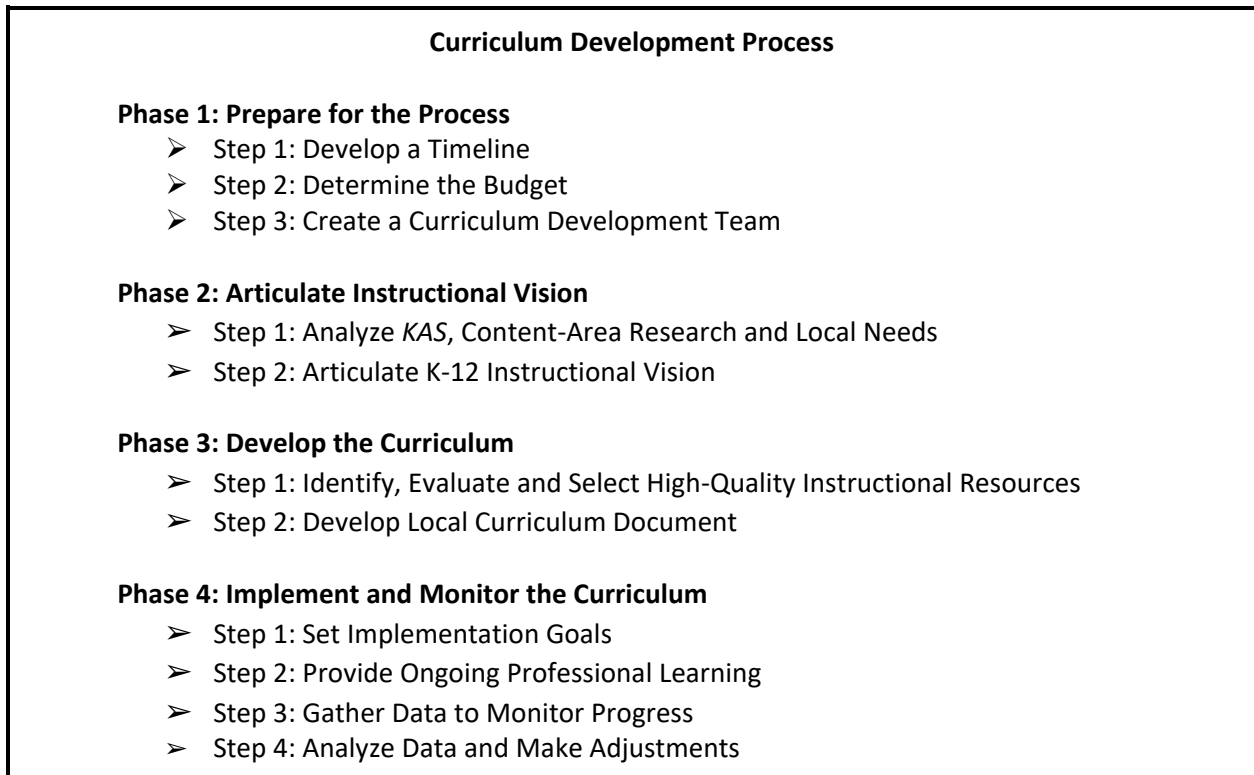 Curriculum Development Process
Phase 1: Prepare for the Process
➢ Step 1: Develop a Timeline
➢ Step 2: Determine the Budget
➢ Step 3: Create a Curriculum Development Team
Phase 2: Articulate Instructional Vision
➢ Step 1: Analyze KAS, Content-Area Research and Local Needs
➢ Step 2: Articulate K-12 Instructional Vision
Phase 3: Develop the Curriculum
➢ Step 1: Identify, Evaluate and Select High-Quality Instructional Resources
➢ Step 2: Develop Local Curriculum Document
Phase 4: Implement and Monitor the Curriculum
➢ Step 1: Set Implementation Goals
➢ Step 2: Provide Ongoing Professional Learning
➢ Step 3: Gather Data to Monitor Progress
➢ Step 4: Analyze Data and Make Adjustments